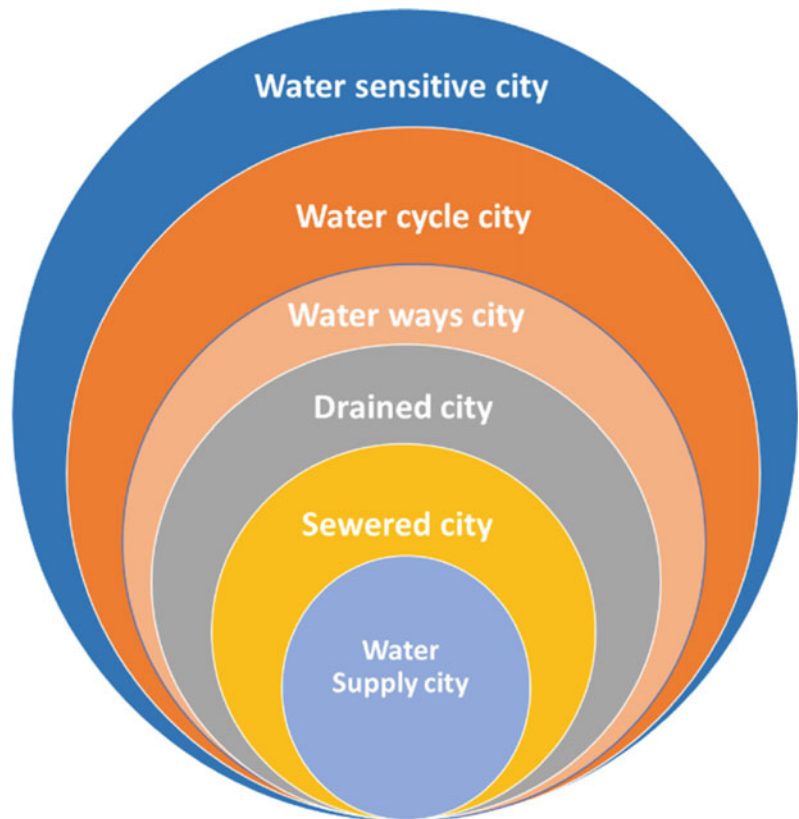 Water sensitive city
Water cycle city
Water ways city
Drained city
Sewered city
Water
Supply city